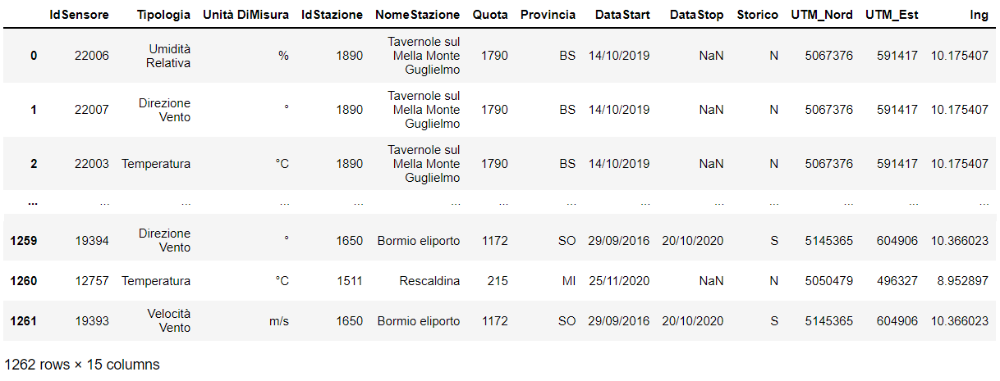 IdSensore Tipologia Unità DiMisura IdStazione NomeStazione Quota Provincia DataStart DataStop Storico UTM_Nord UTM_Est lng
0 22006 Umidità Relativa % 1890 Tavernole sul Mella Monte Guglielmo 1790 BS 14/10/2019 NaN N 5067376 591417 10.175407
1 22007 Direzione Vento ° 1890 Tavernole sul Mella Monte Guglielmo 1790 BS 14/10/2019 NaN N 5067376 591417 10.175407
2 22003 Temperatura °C 1890 Tavernole sul Mella Monte Guglielmo 1790 BS 14/10/2019 NaN N 5067376 591417 10.175407
... ... ... ... ... ... ... ... ... ... ... ... ... ...
1259 19394 Direzione Vento ° 1650 Bormio eliporto 1172 SO 29/09/2016 20/10/2020 S 5145365 604906 10.366023
1260 12757 Temperatura °C 1511 Rescaldina 215 MI 25/11/2020 NaN N 5050479 496327 8.952897
1261 19393 Velocità Vento m/s 1650 Bormio eliporto 1172 SO 29/09/2016 20/10/2020 S 5145365 604906 10.366023
1262 rows × 15 columns